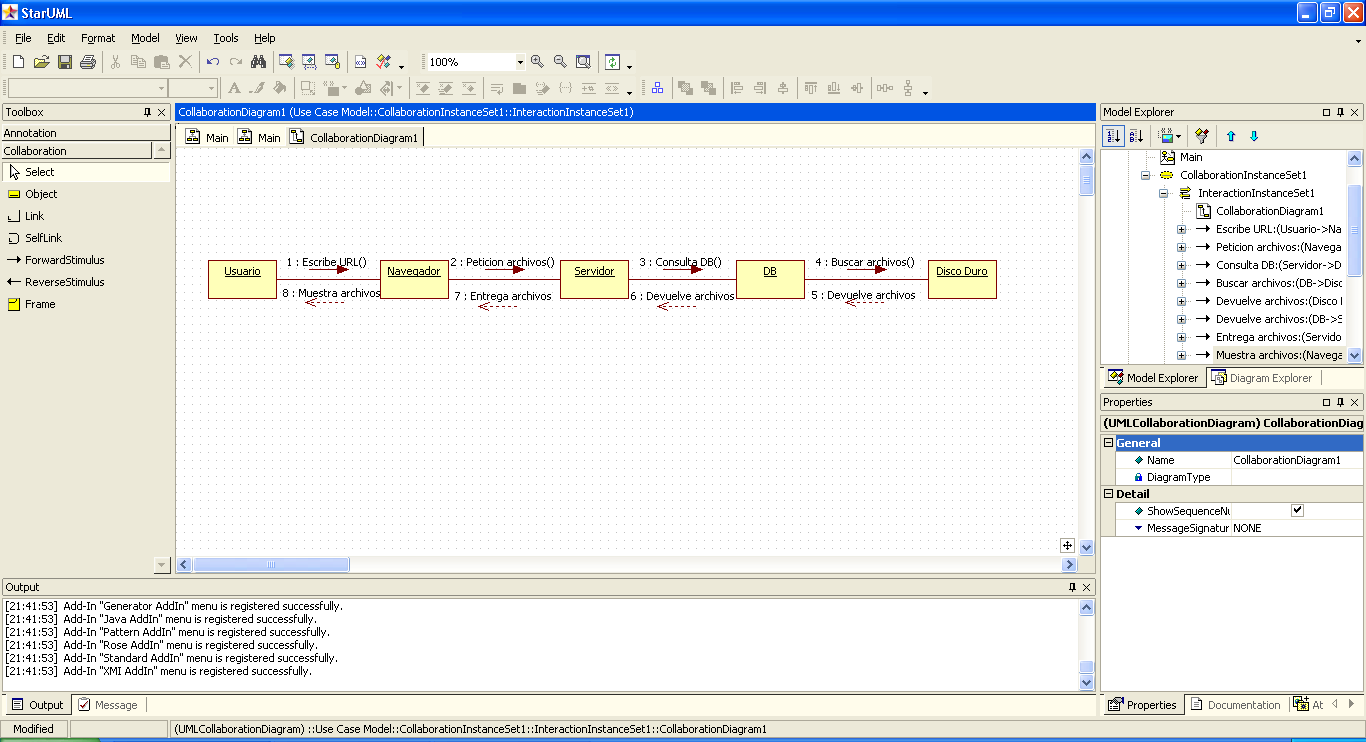 StarUML
File Edit Format Model View Tools Help
100%
Toolbox
Annotation
Collaboration
Select
Object
Link
SelfLink
ForwardStimulus
ReverseStimulus
Frame
CollaborationDiagram1 (Use Case Model::CollaborationInstanceSet1::InteractionInstanceSet1)
Main Main CollaborationDiagram1
1 : Escribe URL() 2 : Peticion archivos() 3 : Consulta DB() 4 : Buscar archivos()
Usuario Navegador Servidor DB Disco Duro
8 : Muestra archivos 7 : Entrega archivos 6 : Devuelve archivos 5 : Devuelve archivos
Model Explorer
Main
CollaborationInstanceSet1
InteractionInstanceSet1
CollaborationDiagram1
Escribe URL:(Usuario->Na
Peticion archivos:(Navega
Consulta DB:(Servidor->D
Buscar archivos:(DB->Disc
Devuelve archivos:(Disco
Devuelve archivos:(DB->S
Entrega archivos:(Servido
Muestra archivos:(Navega
Model Explorer Diagram Explorer
Properties
(UMLCollaborationDiagram) CollaborationDiag
General
Name CollaborationDiagram1
DiagramType
Detail
ShowSequenceNu
MessageSignatur NONE
Properties Documentation At
Output
[21:41:53] Add-In "Generator AddIn" menu is registered successfully.
[21:41:53] Add-In "Java AddIn" menu is registered successfully.
[21:41:53] Add-In "Pattern AddIn" menu is registered successfully.
[21:41:53] Add-In "Rose AddIn" menu is registered successfully.
[21:41:53] Add-In "Standard AddIn" menu is registered successfully.
[21:41:53] Add-In "XMI AddIn" menu is registered successfully.
Output Message
Modified
(UMLCollaborationDiagram) ::Use Case Model::CollaborationInstanceSet1::InteractionInstanceSet1::CollaborationDiagram1